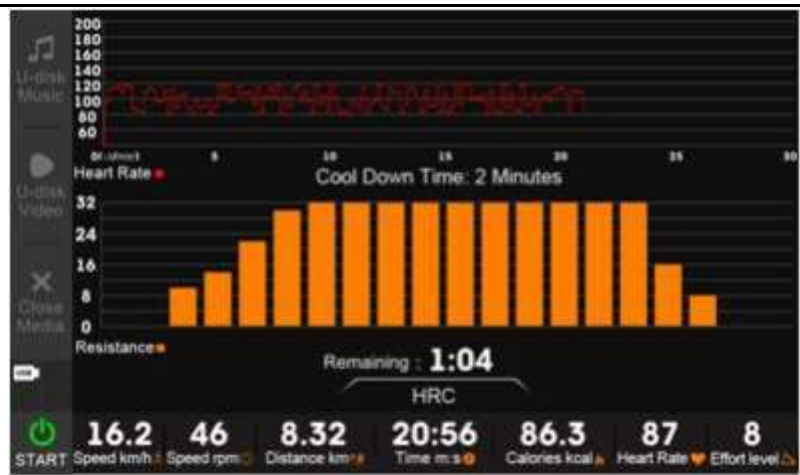 200
180
160
140
120
100
80
60
5 10 15 20 25 30
U-disk
Music
Heart Rate
Cool Down Time: 2 Minutes
U-disk
Video
32
24
16
8
0
Close
Media
Resistance
Remaining : 1:04
HRC
START
16.2 46 8.32 20:56 86.3 87 8
Speed km/h Speed rpm Distance km Time m:s Calories kcal Heart Rate Effort level